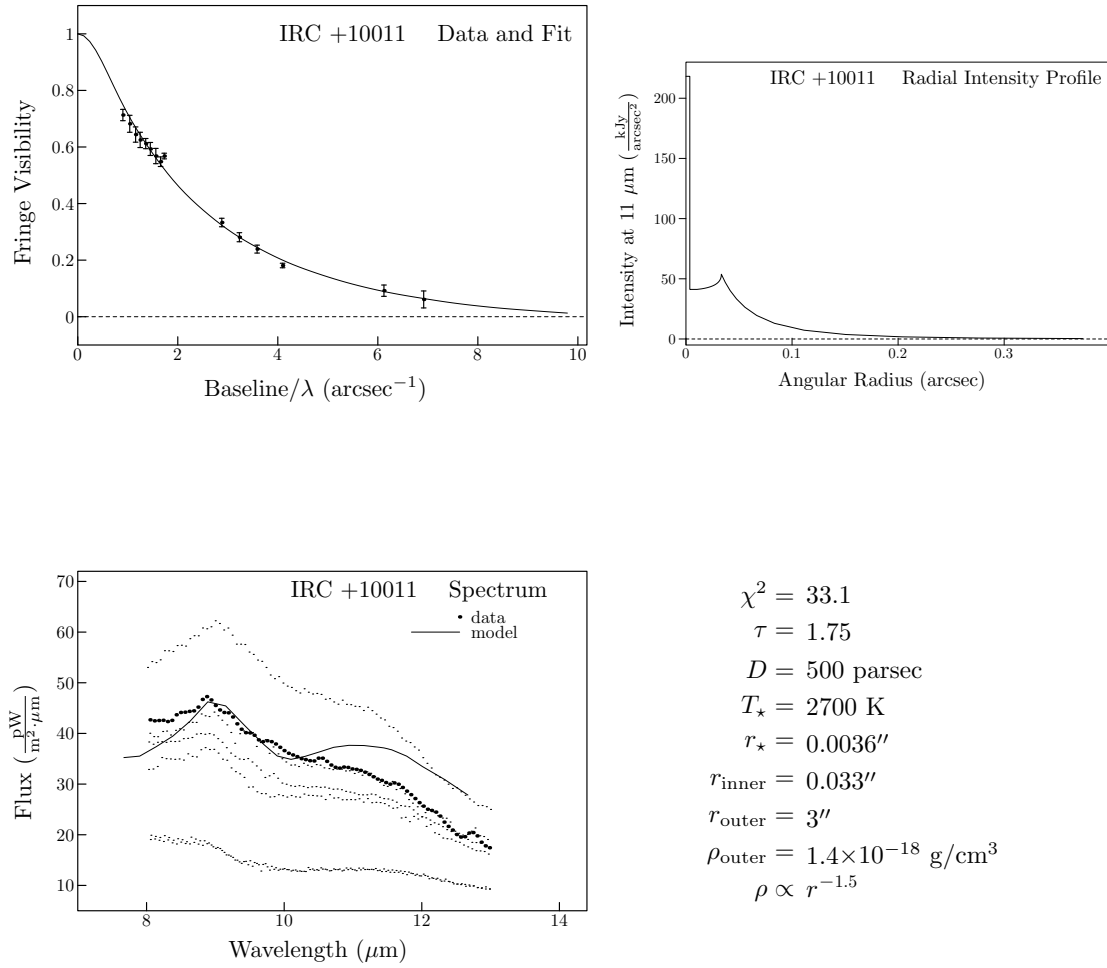 IRC +10011 Data and Fit
Fringe Visibility
1
0.8
0.6
0.4
0.2
0
0 2 4 6 8 10
Baseline/λ (arcsec⁻¹)
IRC +10011 Radial Intensity Profile
Intensity at 11 μm (kJy/arcsec²)
200
150
100
50
0
0 0.1 0.2 0.3
Angular Radius (arcsec)
IRC +10011 Spectrum
data
model
Flux (pW/m²·μm)
70
60
50
40
30
20
10
8 10 12 14
Wavelength (μm)
χ² = 33.1
τ = 1.75
D = 500 parsec
T⋆ = 2700 K
r⋆ = 0.0036″
r_inner = 0.033″
r_outer = 3″
ρ_outer = 1.4×10⁻¹⁸ g/cm³
ρ ∝ r⁻¹·⁵